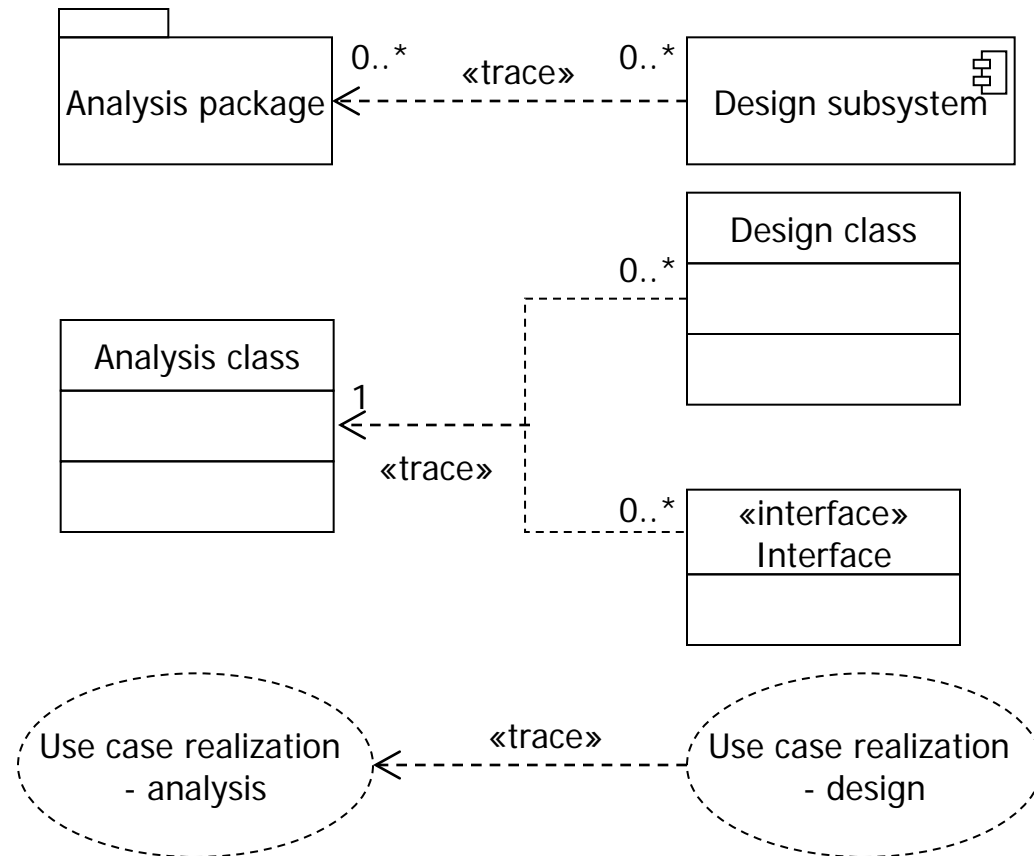 0..*
«trace»
0..*
Analysis package
Design subsystem
Design class
0..*
Analysis class
1
«trace»
0..*
«interface»
Interface
Use case realization
- analysis
«trace»
Use case realization
- design